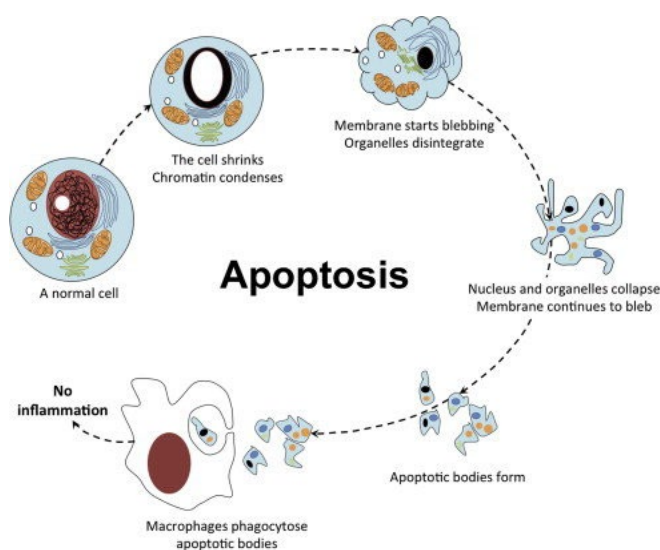 A normal cell
The cell shrinks
Chromatin condenses
Membrane starts blebbing
Organelles disintegrate
Apoptosis
Nucleus and organelles collapse
Membrane continues to bleb
Apoptotic bodies form
Macrophages phagocytose
apoptotic bodies
No
inflammation